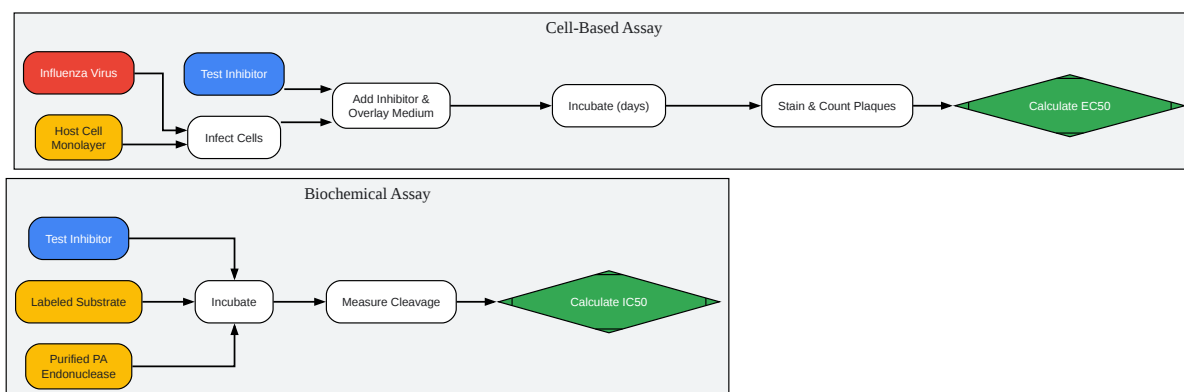 Cell-Based Assay
Influenza Virus
Test Inhibitor
Host Cell
Monolayer
Infect Cells
Add Inhibitor &
Overlay Medium
Incubate (days)
Stain & Count Plaques
Calculate EC50
Biochemical Assay
Test Inhibitor
Labeled Substrate
Purified PA
Endonuclease
Incubate
Measure Cleavage
Calculate IC50